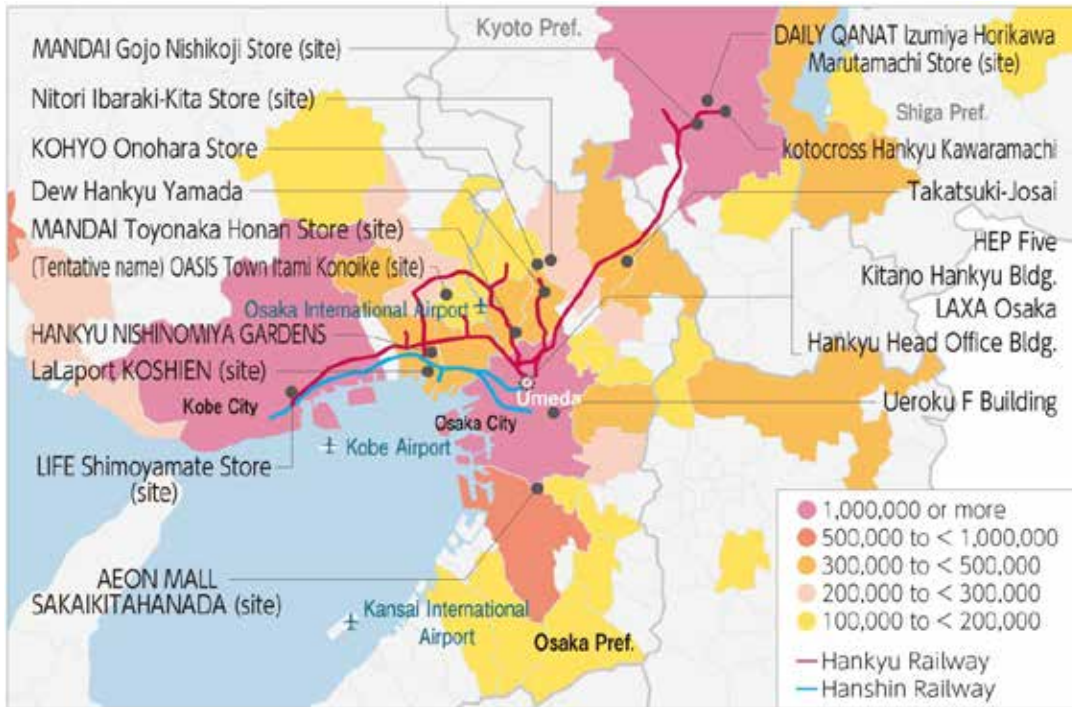 Kyoto Pref.
MANDAI Gojo Nishikoji Store (site)
DAILY QANAT Izumiya Horikawa
Marutamachi Store (site)
Nitori Ibaraki-Kita Store (site)
Shiga Pref.
KOHYO Onohara Store
kotocross Hankyu Kawaramachi
Dew Hankyu Yamada
Takatsuki-Josai
MANDAI Toyonaka Honan Store (site)
HEP Five
(Tentative name) OASIS Town Itami Konoike (site)
Kitano Hankyu Bldg.
Osaka International Airport
LAXA Osaka
HANKYU NISHINOMIYA GARDENS
Hankyu Head Office Bldg.
LaLaport KOSHIEN (site)
Umeda
Kobe City
Osaka City
Ueroku F Building
Kobe Airport
LIFE Shimoyamate Store
(site)
AEON MALL
SAKAIKITAHANADA (site)
Kansai International
Airport
Osaka Pref.
1,000,000 or more
500,000 to < 1,000,000
300,000 to < 500,000
200,000 to < 300,000
100,000 to < 200,000
Hankyu Railway
Hanshin Railway